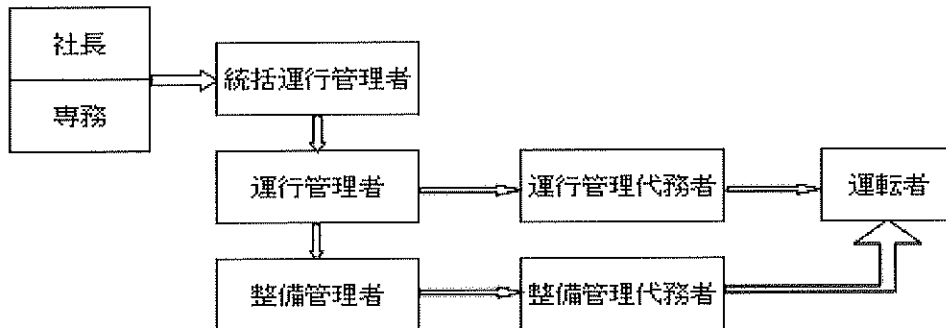 社長
専務
統括運行管理者
運行管理者
運行管理代務者
運転者
整備管理者
整備管理代務者